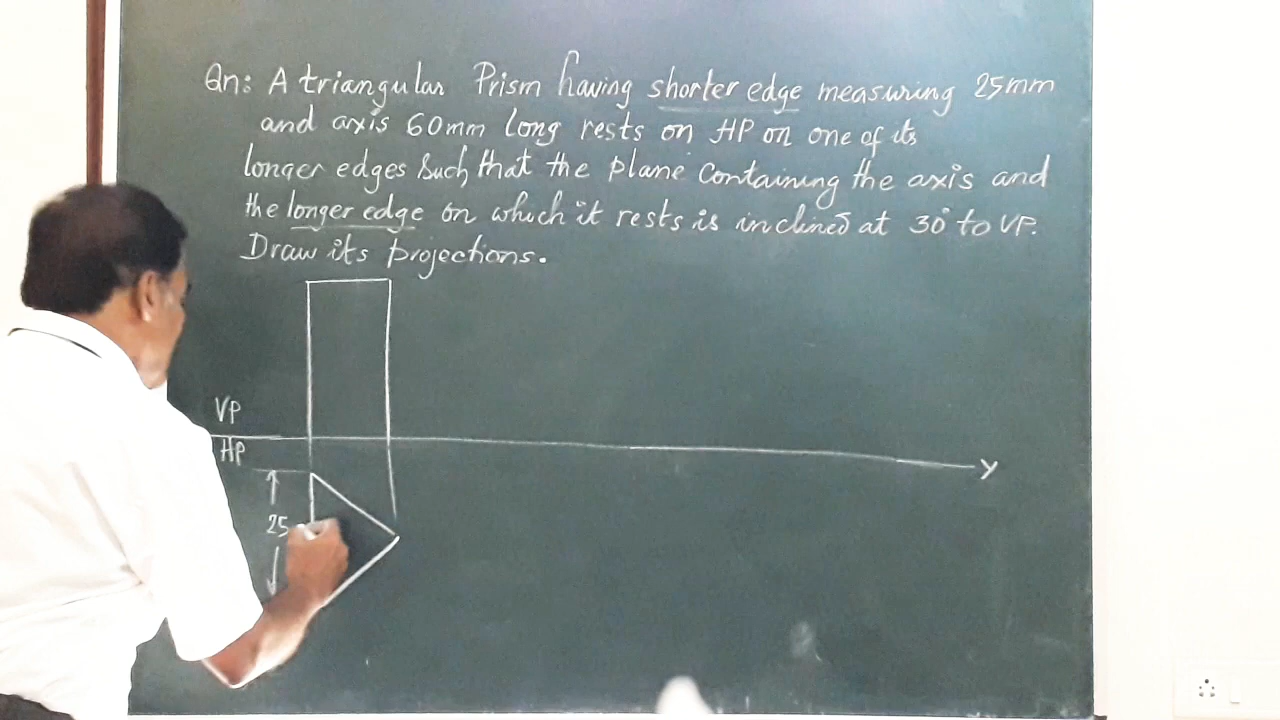 Qn: A triangular Prism having shorter edge measuring 25mm
and axis 60mm long rests on HP on one of its
longer edges such that the plane containing the axis and
the longer edge on which it rests is inclined at 30° to VP.
Draw its projections.
VP
HP
Y
25